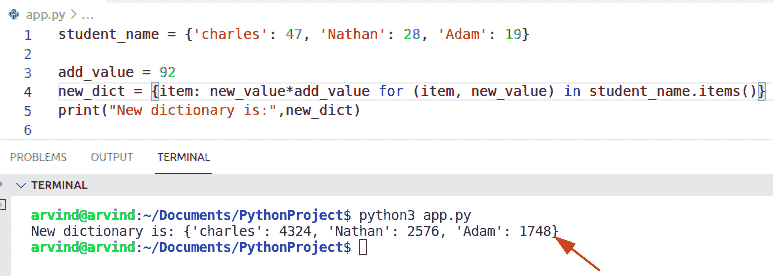 app.py > ...
1 student_name = {'charles': 47, 'Nathan': 28, 'Adam': 19}
2
3 add_value = 92
4 new_dict = {item: new_value*add_value for (item, new_value) in student_name.items()}
5 print("New dictionary is:",new_dict)
6
PROBLEMS OUTPUT TERMINAL
TERMINAL
arvind@arvind:~/Documents/PythonProject$ python3 app.py
New dictionary is: {'charles': 4324, 'Nathan': 2576, 'Adam': 1748}
arvind@arvind:~/Documents/PythonProject$